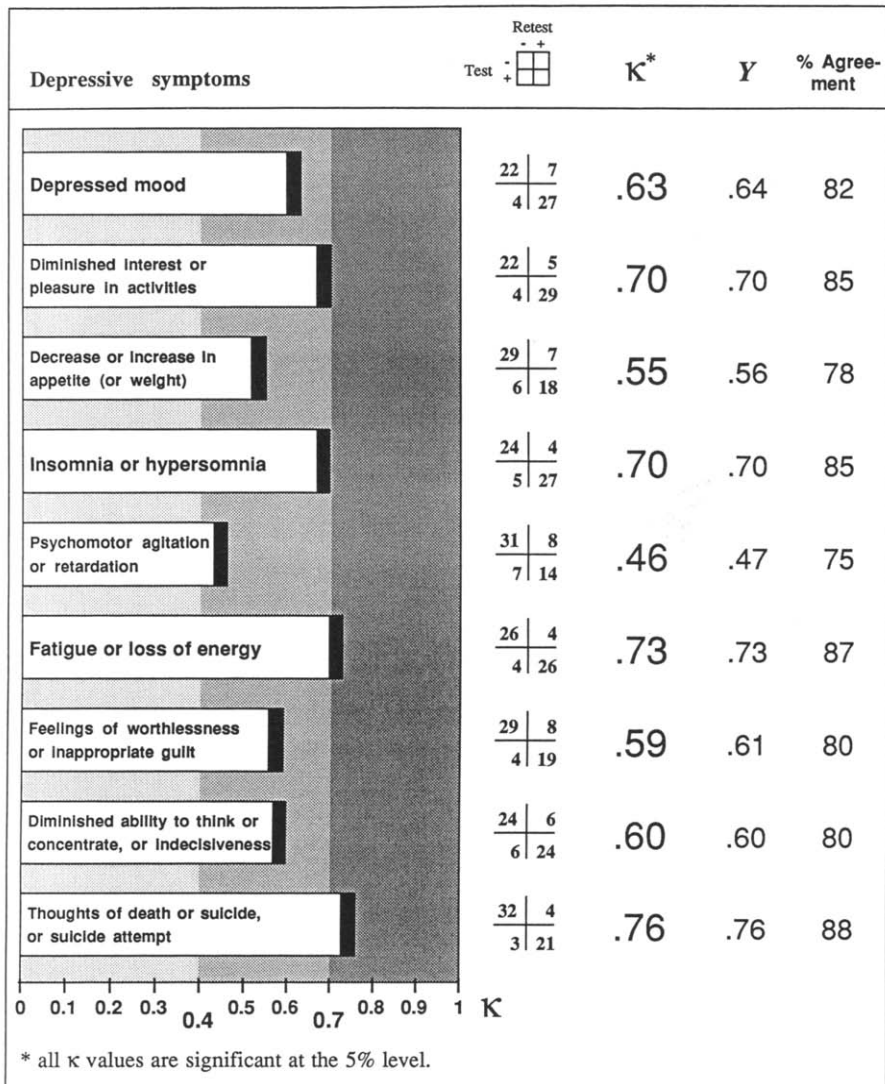 Retest
- +
Depressive symptoms Test - + κ* Y % Agree-
ment
Depressed mood 22 7 .63 .64 82
4 27
Diminished interest or 22 5 .70 .70 85
pleasure in activities 4 29
Decrease or increase in 29 7 .55 .56 78
appetite (or weight) 6 18
Insomnia or hypersomnia 24 4 .70 .70 85
5 27
Psychomotor agitation 31 8 .46 .47 75
or retardation 7 14
Fatigue or loss of energy 26 4 .73 .73 87
4 26
Feelings of worthlessness 29 8 .59 .61 80
or inappropriate guilt 4 19
Diminished ability to think or 24 6 .60 .60 80
concentrate, or indecisiveness 6 24
Thoughts of death or suicide, 32 4 .76 .76 88
or suicide attempt 3 21
0 0.1 0.2 0.3 0.4 0.5 0.6 0.7 0.8 0.9 1 κ
* all κ values are significant at the 5% level.